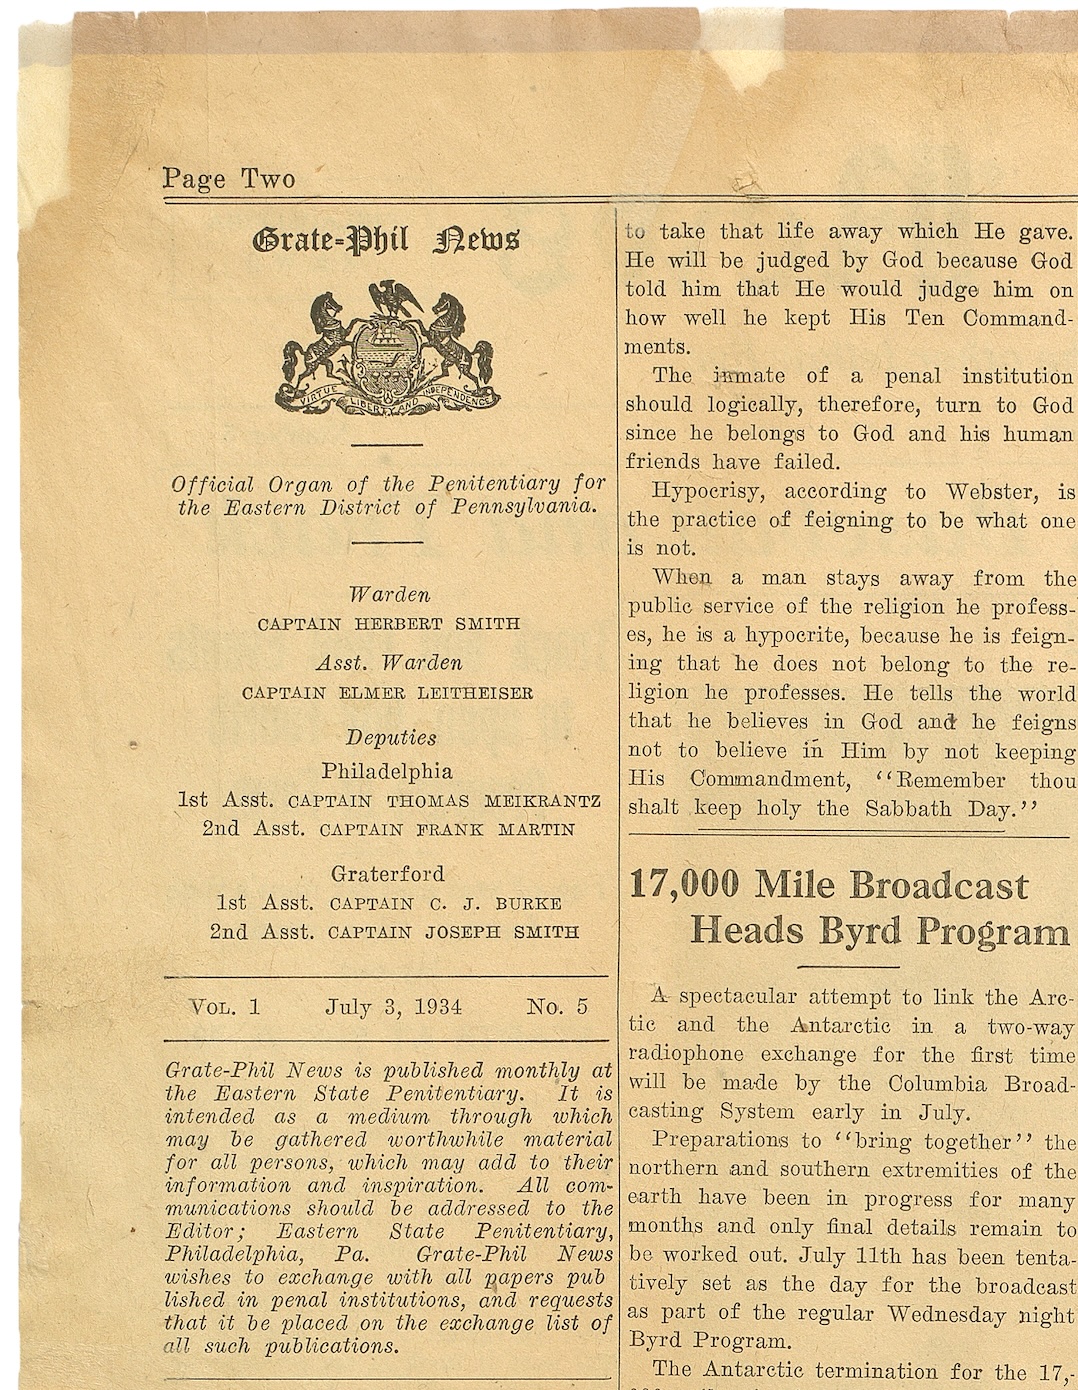 Page Two
Grate-Phil News
VIRTUE LIBERTY AND INDEPENDENCE
Official Organ of the Penitentiary for
the Eastern District of Pennsylvania.
Warden
CAPTAIN HERBERT SMITH
Asst. Warden
CAPTAIN ELMER LEITHEISER
Deputies
Philadelphia
1st Asst. CAPTAIN THOMAS MEIKRANTZ
2nd Asst. CAPTAIN FRANK MARTIN
Graterford
1st Asst. CAPTAIN C. J. BURKE
2nd Asst. CAPTAIN JOSEPH SMITH
VOL. 1 July 3, 1934 No. 5
Grate-Phil News is published monthly at
the Eastern State Penitentiary. It is
intended as a medium through which
may be gathered worthwhile material
for all persons, which may add to their
information and inspiration. All com-
munications should be addressed to the
Editor; Eastern State Penitentiary,
Philadelphia, Pa. Grate-Phil News
wishes to exchange with all papers pub
lished in penal institutions, and requests
that it be placed on the exchange list of
all such publications.
to take that life away which He gave.
He will be judged by God because God
told him that He would judge him on
how well he kept His Ten Command-
ments.
The inmate of a penal institution
should logically, therefore, turn to God
since he belongs to God and his human
friends have failed.
Hypocrisy, according to Webster, is
the practice of feigning to be what one
is not.
When a man stays away from the
public service of the religion he profess-
es, he is a hypocrite, because he is feign-
ing that he does not belong to the re-
ligion he professes. He tells the world
that he believes in God and he feigns
not to believe in Him by not keeping
His Commandment, "Remember thou
shalt keep holy the Sabbath Day."
17,000 Mile Broadcast
Heads Byrd Program
A spectacular attempt to link the Arc-
tic and the Antarctic in a two-way
radiophone exchange for the first time
will be made by the Columbia Broad-
casting System early in July.
Preparations to "bring together" the
northern and southern extremities of the
earth have been in progress for many
months and only final details remain to
be worked out. July 11th has been tenta-
tively set as the day for the broadcast
as part of the regular Wednesday night
Byrd Program.
The Antarctic termination for the 17,-